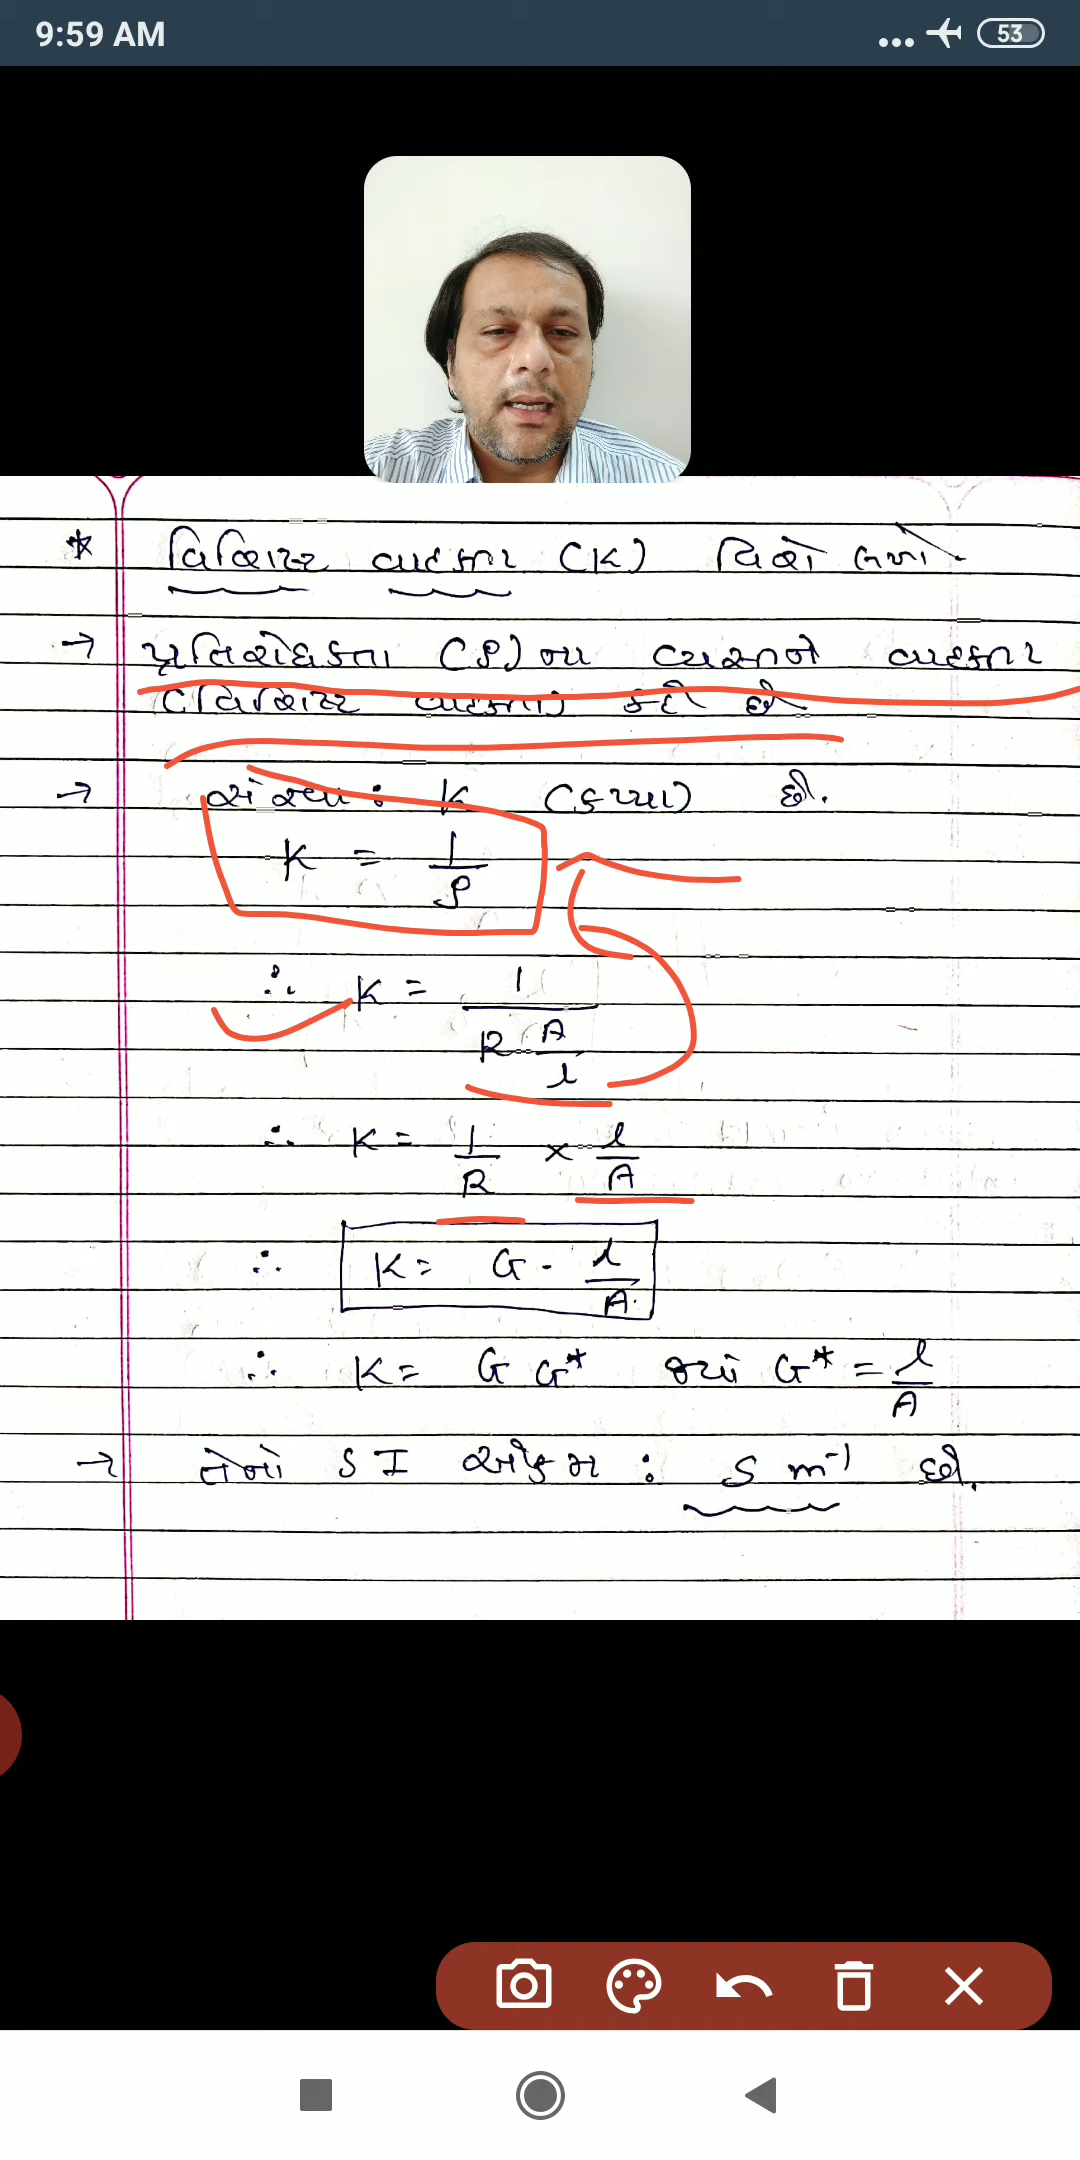 9:59 AM
53
* વિશિષ્ટ વાહકતા (K) વિશે લખો.
→ પ્રતિરોધકતા (ρ) ના વ્યસ્તને વાહકતા
(વિશિષ્ટ વાહકતા) કહે છે.
→ સંજ્ઞા : K (કપ્પા) છે.
K = 1/ρ
∴ K = 1/(R A/l)
∴ K = 1/R × l/A
∴ K = G · l/A.
∴ K = G G* જ્યાં G* = l/A
→ તેનો SI એકમ : S m⁻¹ છે.